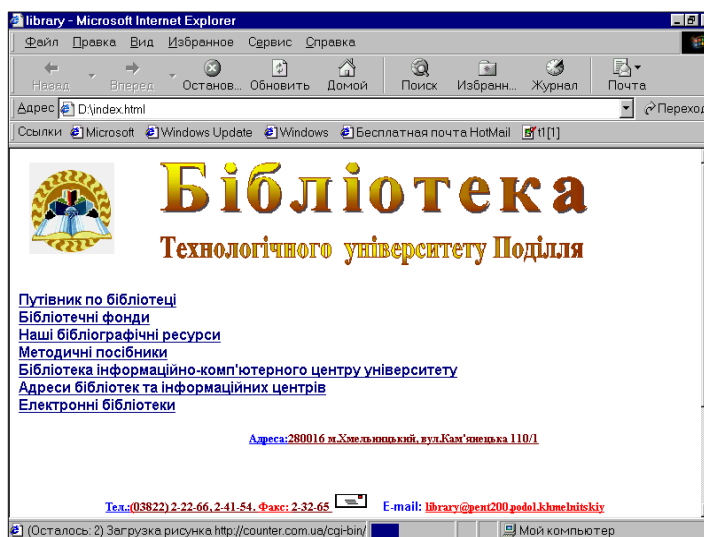 library - Microsoft Internet Explorer
Файл Правка Вид Избранное Сервис Справка
Назад Вперед Останов... Обновить Домой Поиск Избранн... Журнал Почта
Адрес D:\index.html Переход
Ссылки Microsoft Windows Update Windows Бесплатная почта HotMail t1[1]
Бібліотека
Технологічного університету Поділля
Путівник по бібліотеці
Бібліотечні фонди
Наші бібліографічні ресурси
Методичні посібники
Бібліотека інформаційно-комп'ютерного центру університету
Адреси бібліотек та інформаційних центрів
Електронні бібліотеки
Адреса:280016 м.Хмельницький, вул.Кам'янецька 110/1
Тел.:(03822) 2-22-66, 2-41-54. Факс: 2-32-65 E-mail: library@pent200.podol.khmelnitskiy
(Осталось: 2) Загрузка рисунка http://counter.com.ua/cgi-bin/ Мой компьютер